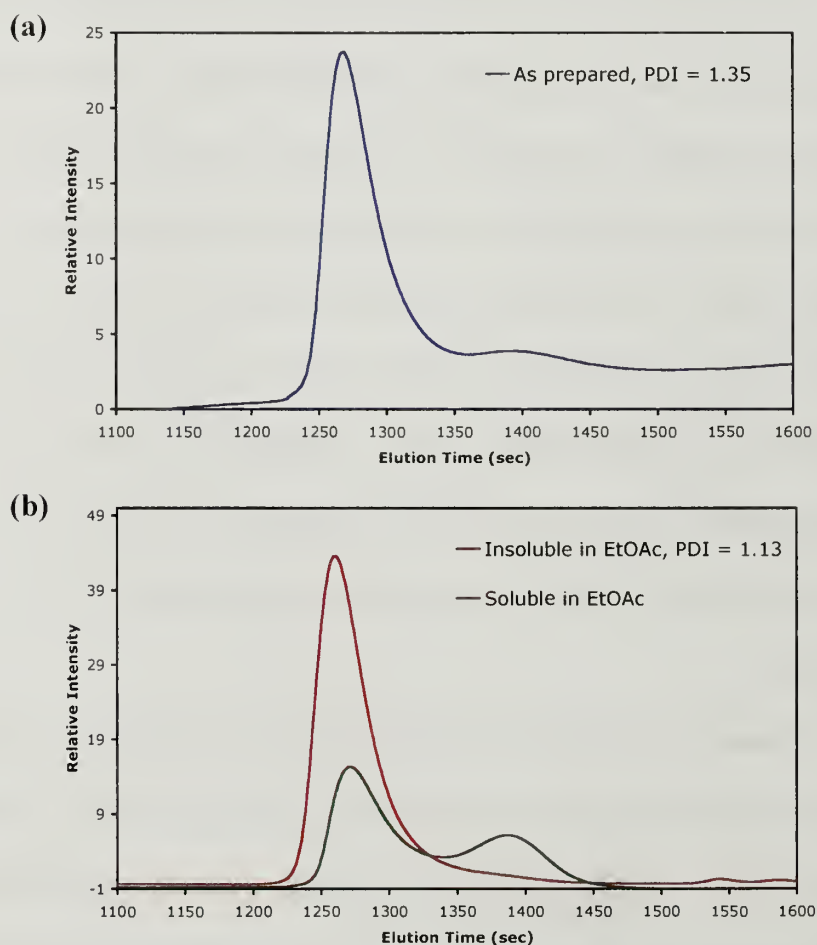 (a)
25
20
15
10
5
0
Relative Intensity
As prepared, PDI = 1.35
1100 1150 1200 1250 1300 1350 1400 1450 1500 1550 1600
Elution Time (sec)
(b)
49
39
29
19
9
-1
Relative Intensity
Insoluble in EtOAc, PDI = 1.13
Soluble in EtOAc
1100 1150 1200 1250 1300 1350 1400 1450 1500 1550 1600
Elution Time (sec)